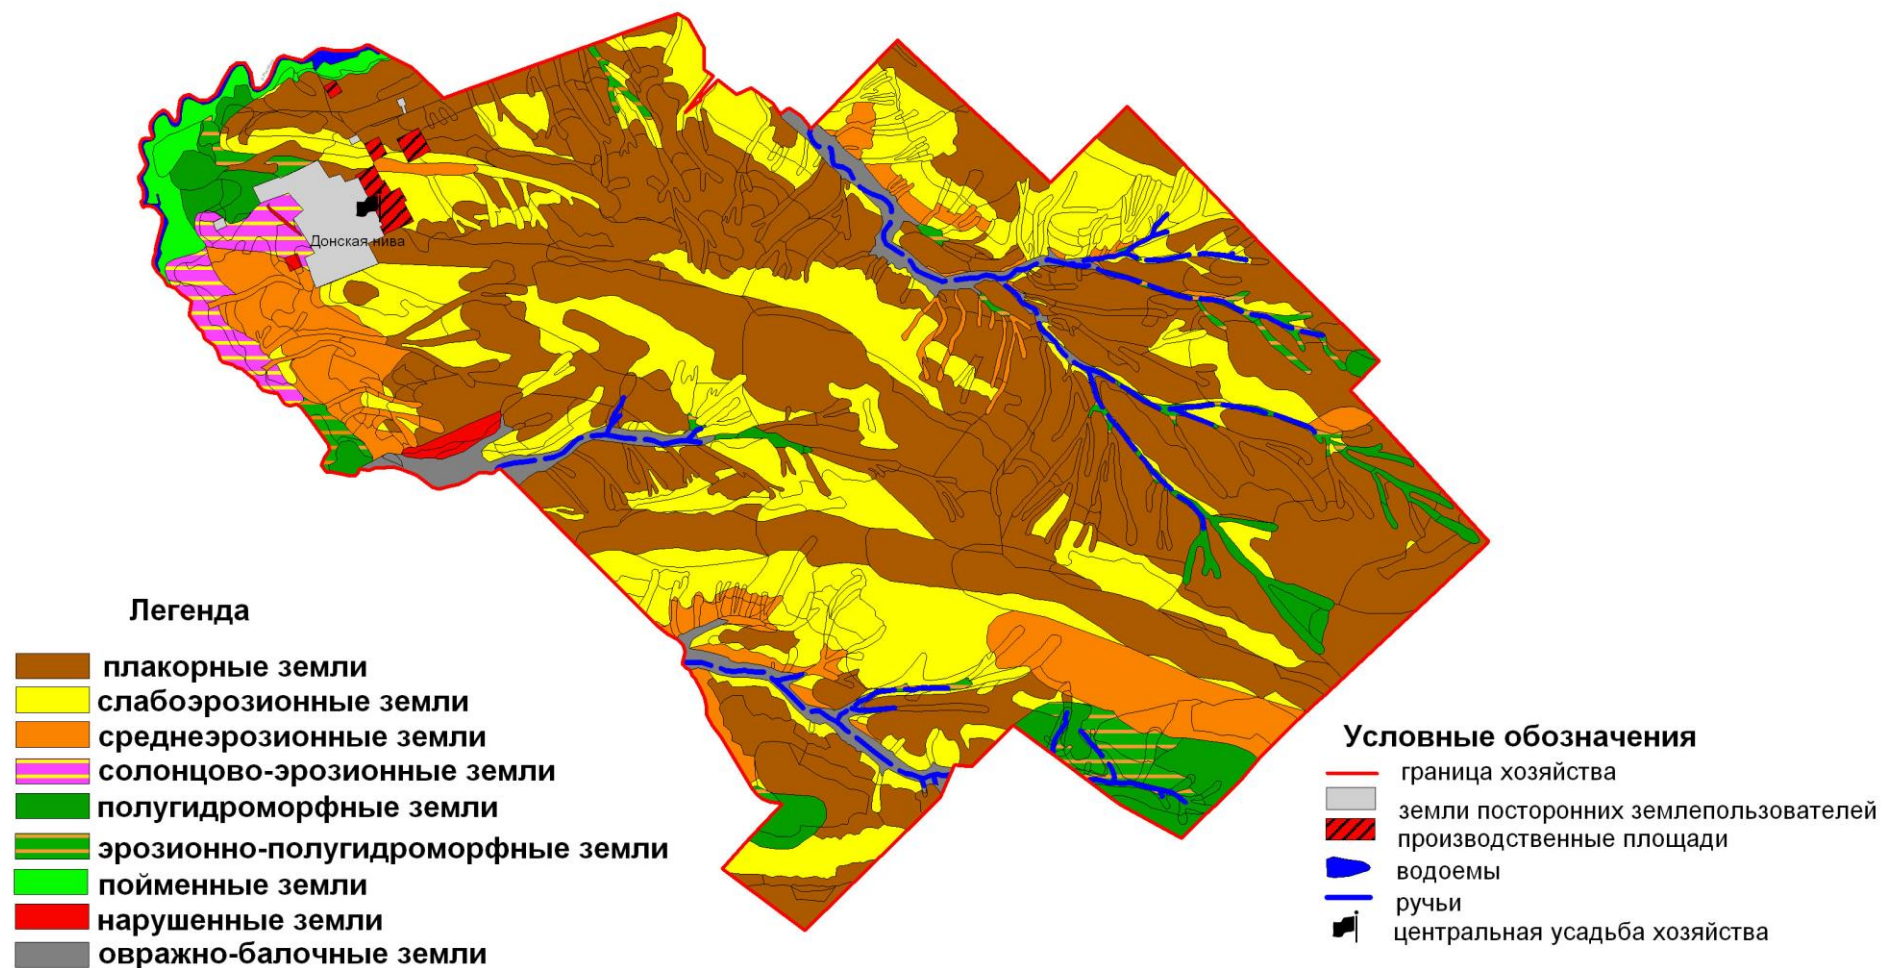 Донская нива
Легенда
плакорные земли
слабоэрозионные земли
среднеэрозионные земли
солонцово-эрозионные земли
полугидроморфные земли
эрозионно-полугидроморфные земли
пойменные земли
нарушенные земли
овражно-балочные земли
Условные обозначения
граница хозяйства
земли посторонних землепользователей
производственные площади
водоемы
ручьи
центральная усадьба хозяйства